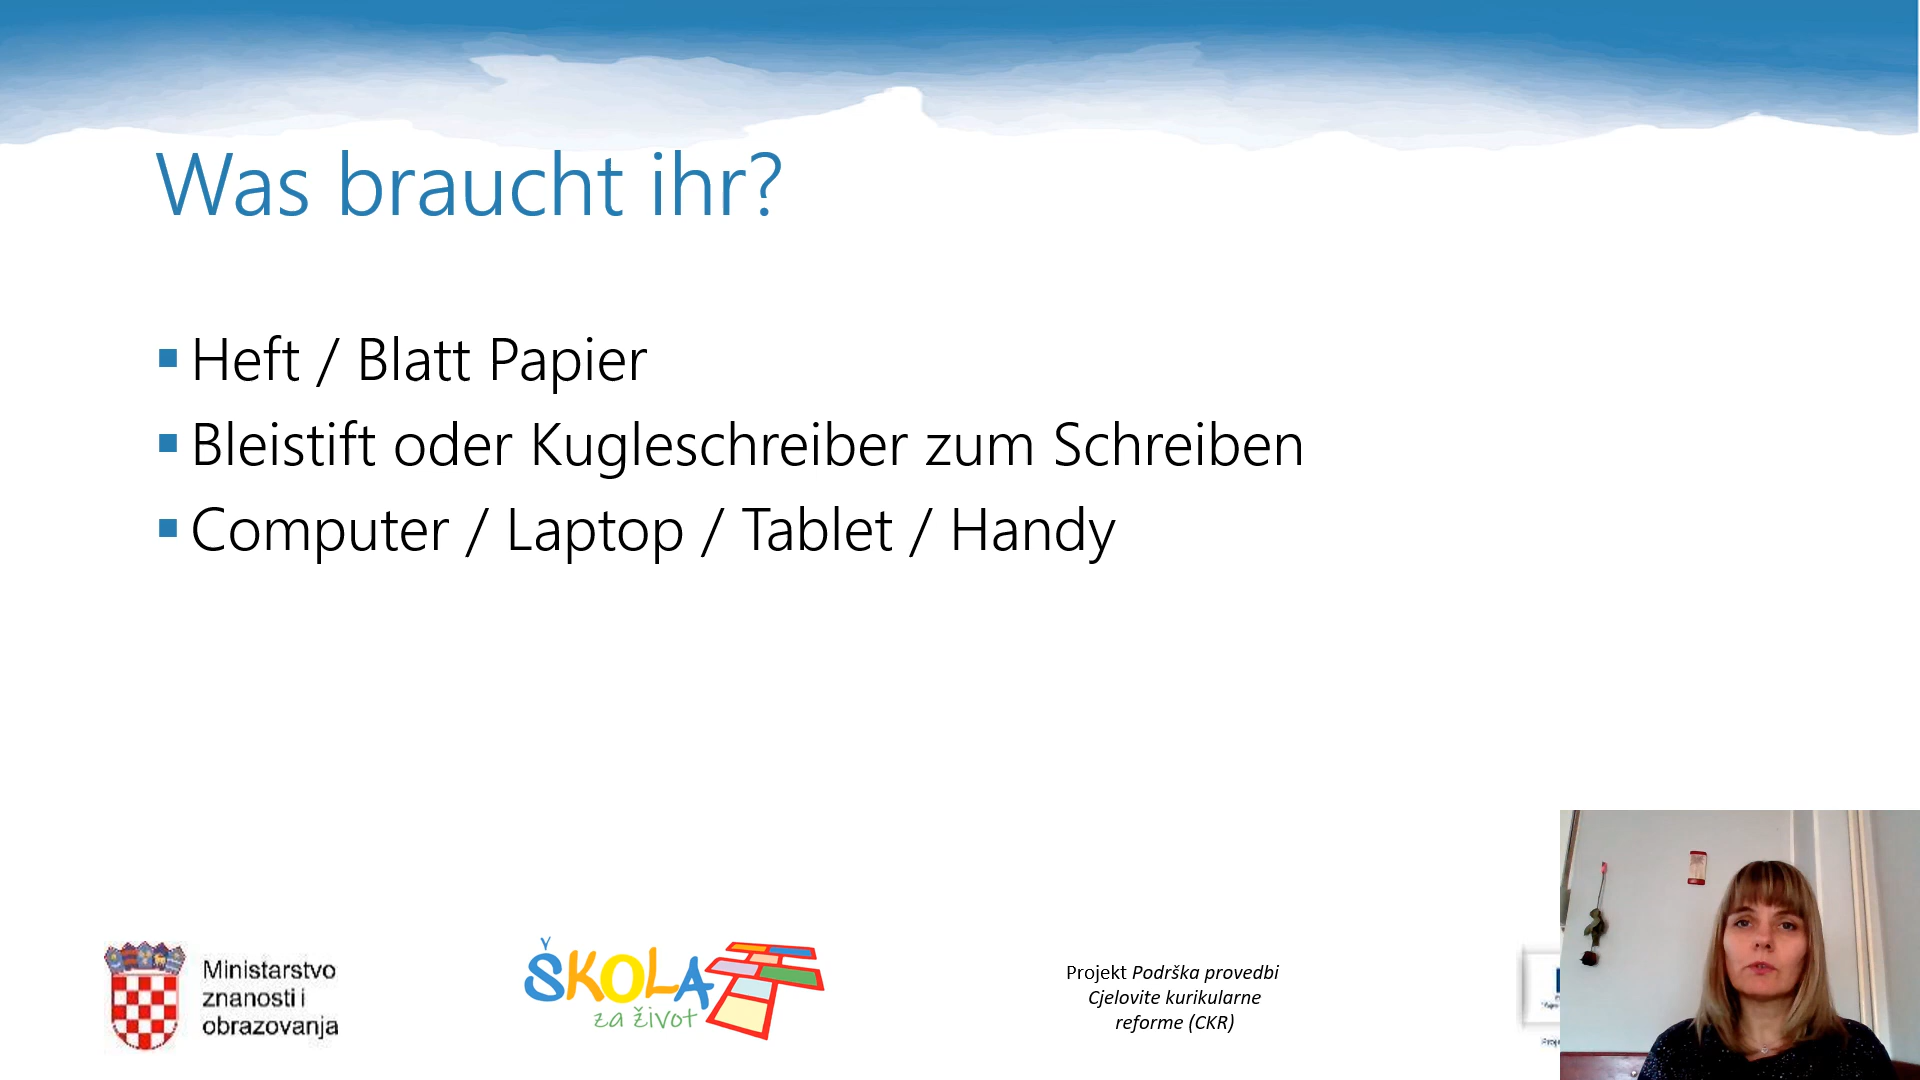 Was braucht ihr?
Heft / Blatt Papier
Bleistift oder Kugleschreiber zum Schreiben
Computer / Laptop / Tablet / Handy
Ministarstvo
znanosti i
obrazovanja
ŠKOLA
za život
Projekt Podrška provedbi
Cjelovite kurikularne
reforme (CKR)